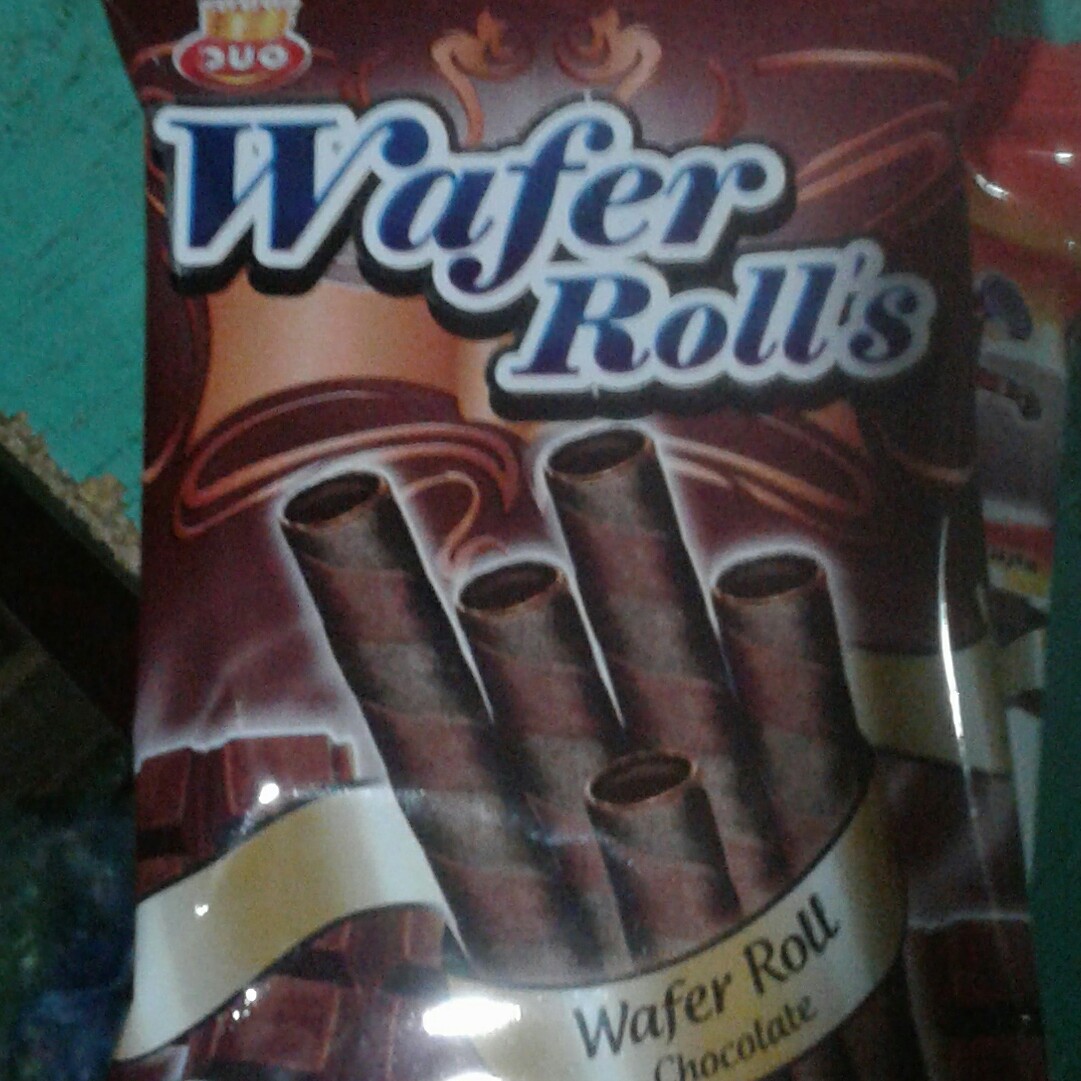 DUO
Wafer
Roll's
Wafer Roll
Chocolate